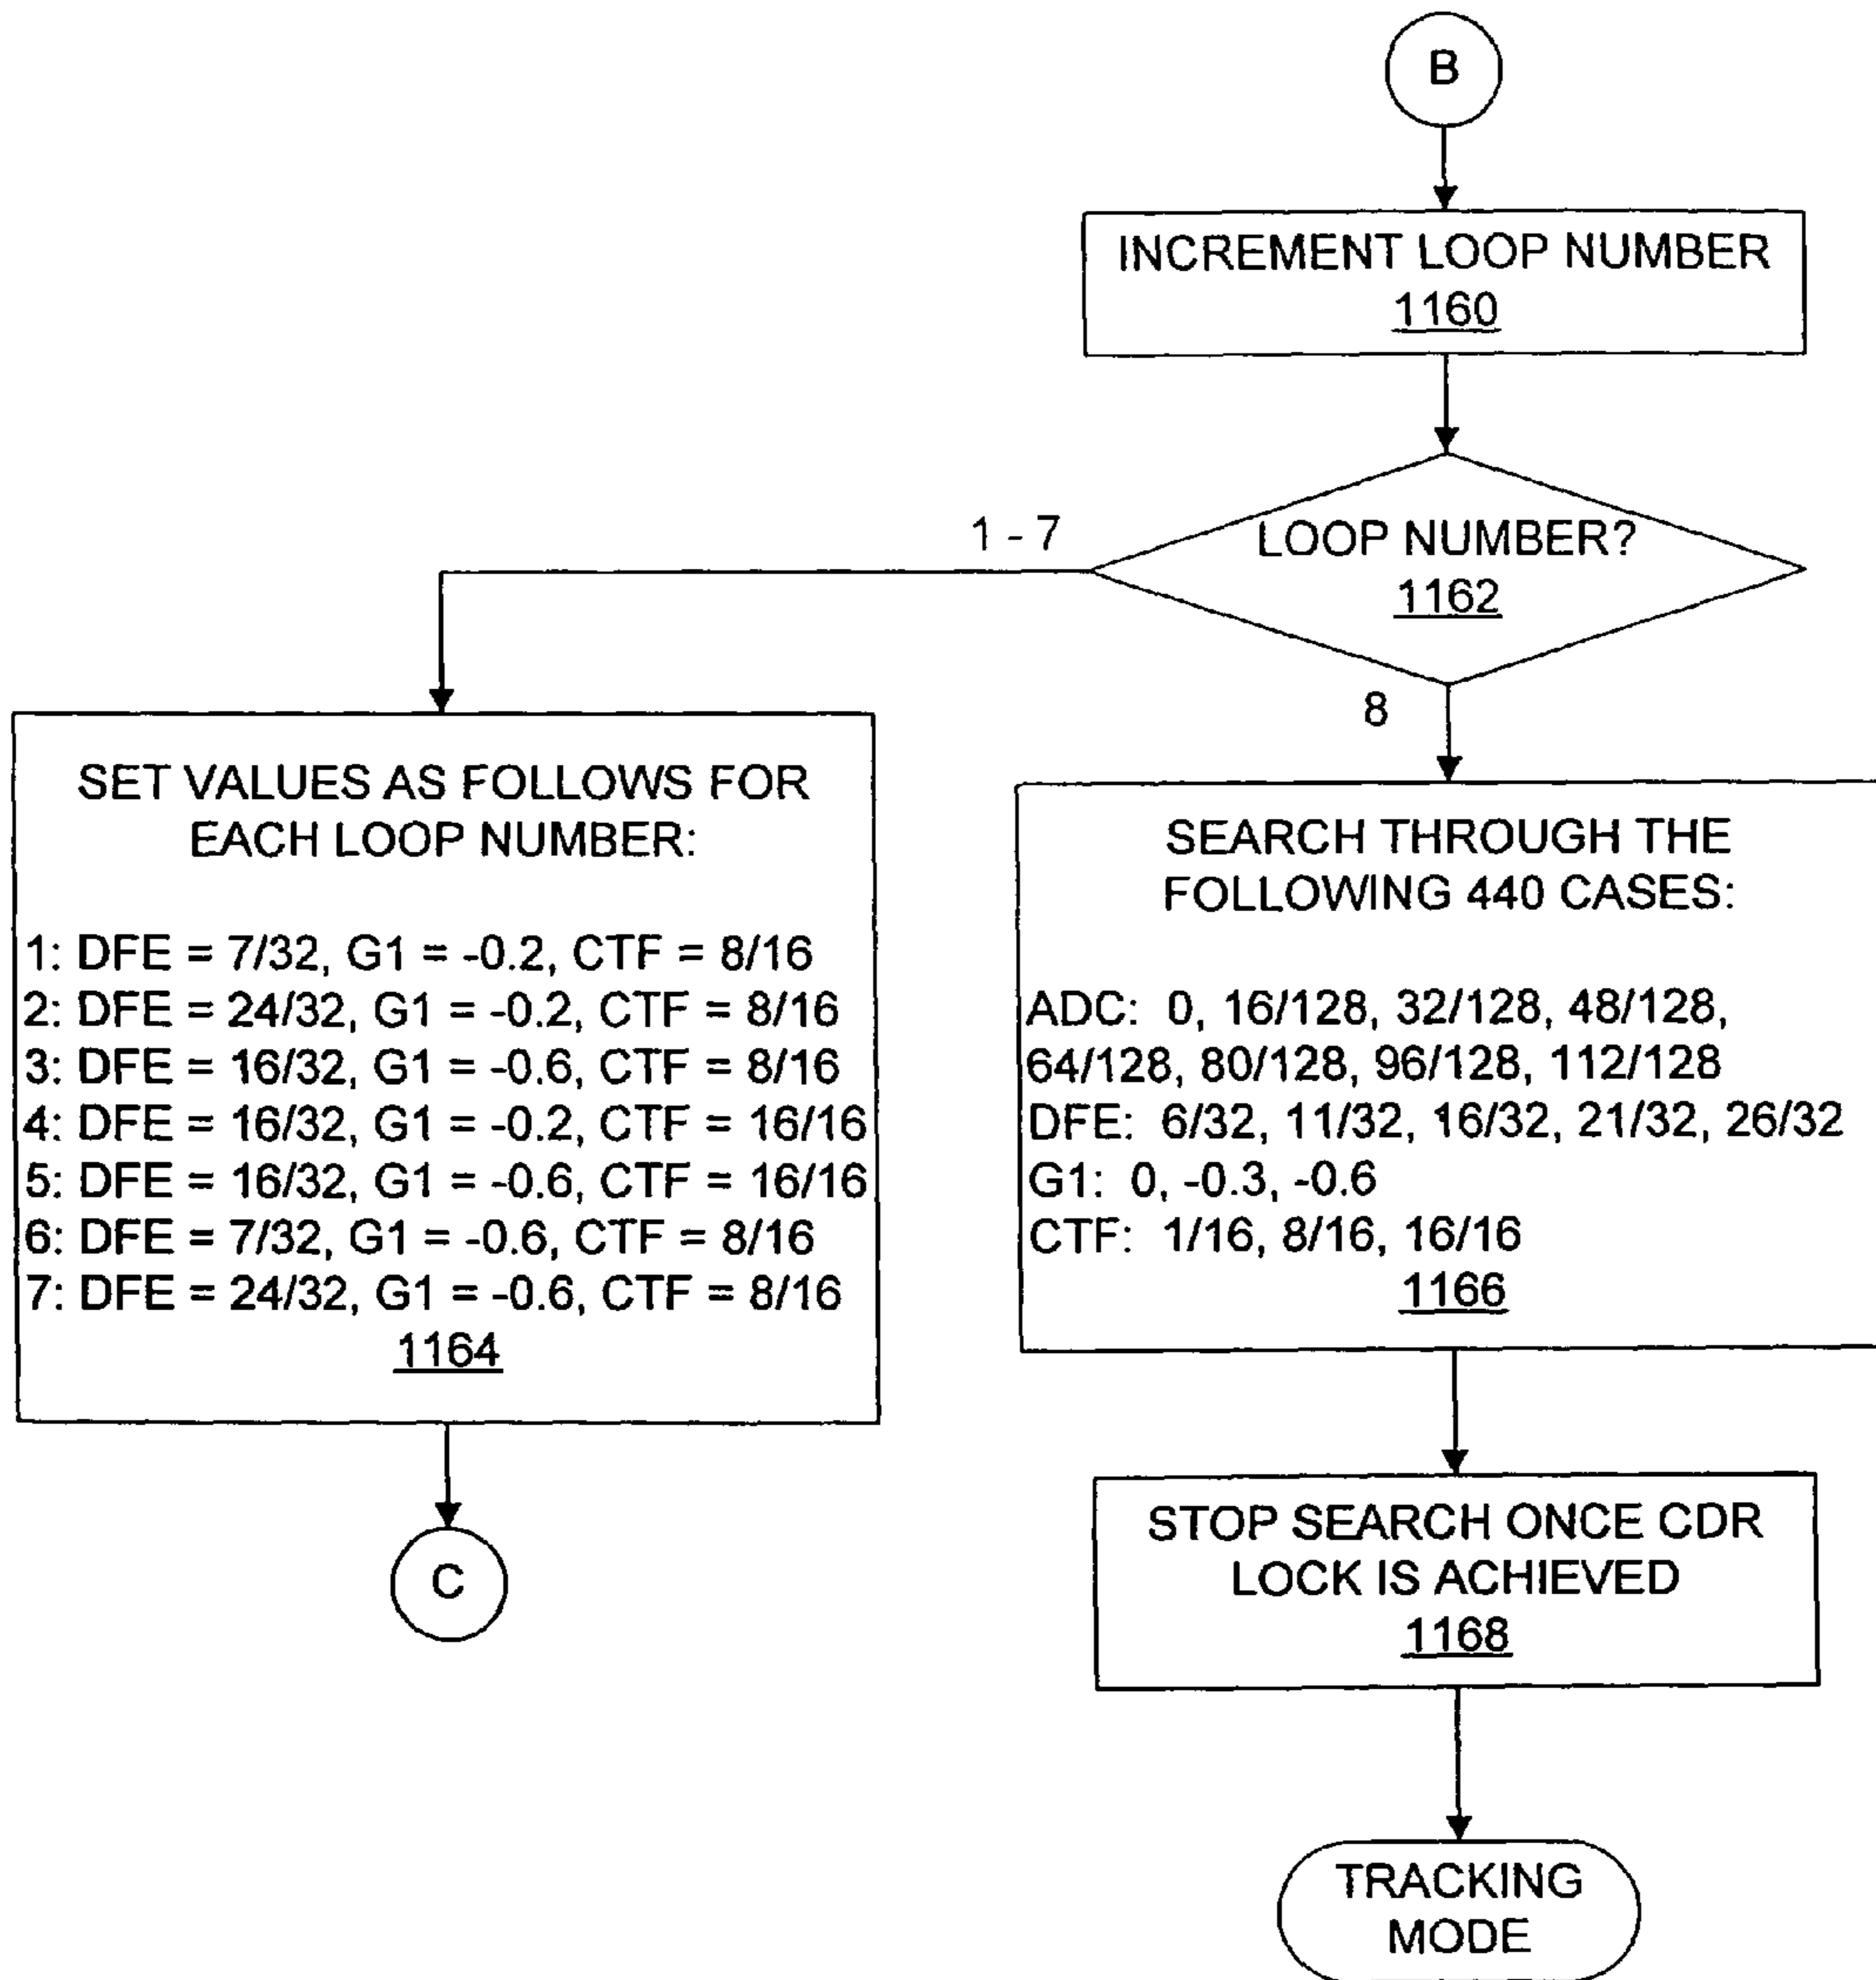 B
INCREMENT LOOP NUMBER
1160
LOOP NUMBER?
1162
1 - 7
8
SET VALUES AS FOLLOWS FOR
EACH LOOP NUMBER:
1: DFE = 7/32, G1 = -0.2, CTF = 8/16
2: DFE = 24/32, G1 = -0.2, CTF = 8/16
3: DFE = 16/32, G1 = -0.6, CTF = 8/16
4: DFE = 16/32, G1 = -0.2, CTF = 16/16
5: DFE = 16/32, G1 = -0.6, CTF = 16/16
6: DFE = 7/32, G1 = -0.6, CTF = 8/16
7: DFE = 24/32, G1 = -0.6, CTF = 8/16
1164
C
SEARCH THROUGH THE
FOLLOWING 440 CASES:
ADC: 0, 16/128, 32/128, 48/128,
64/128, 80/128, 96/128, 112/128
DFE: 6/32, 11/32, 16/32, 21/32, 26/32
G1: 0, -0.3, -0.6
CTF: 1/16, 8/16, 16/16
1166
STOP SEARCH ONCE CDR
LOCK IS ACHIEVED
1168
TRACKING
MODE